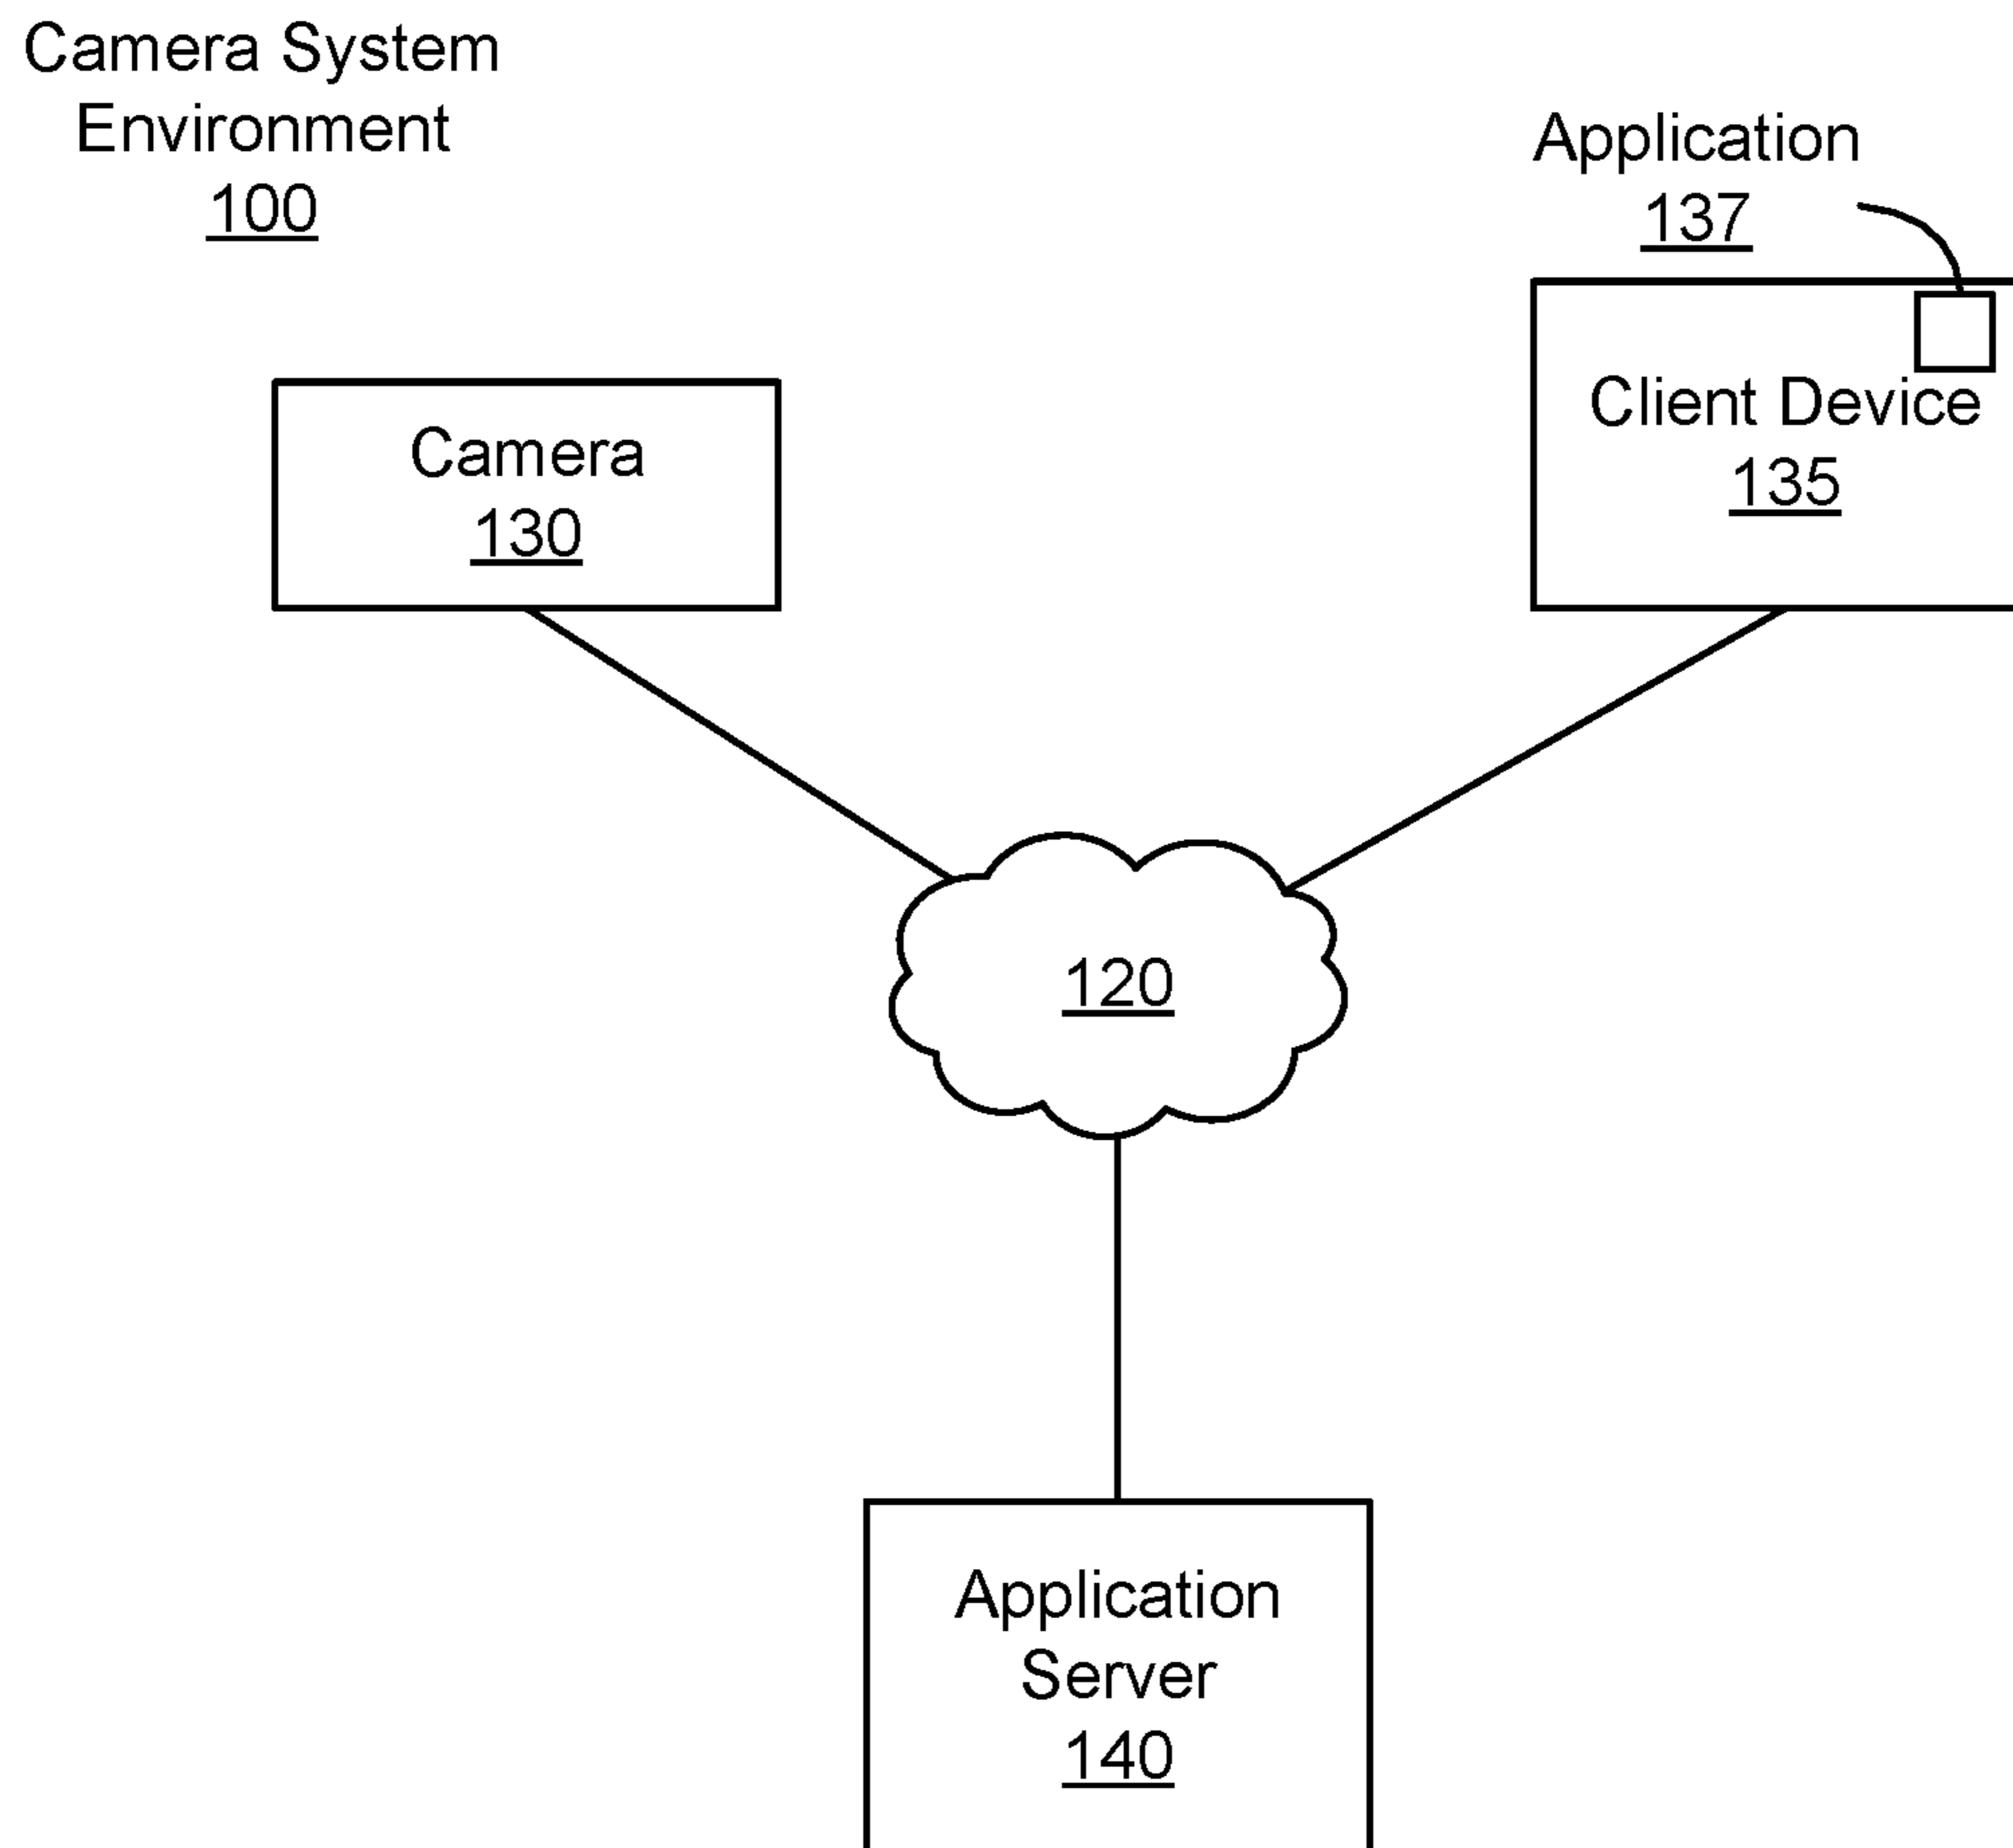 Camera System
Environment
100
Application
137
Camera
130
Client Device
135
120
Application
Server
140